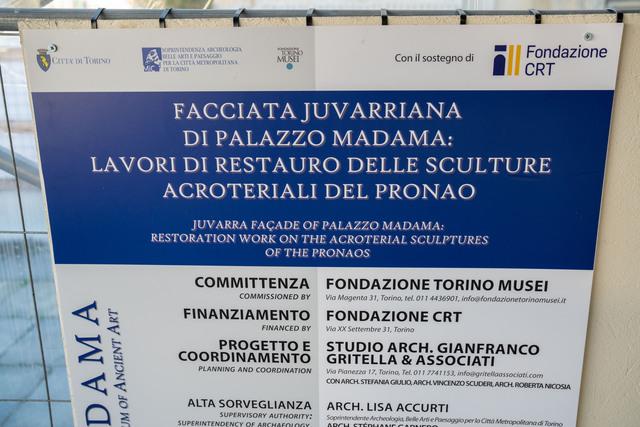 CITTÀ DI TORINO
SOPRINTENDENZA ARCHEOLOGIA
BELLE ARTI E PAESAGGIO
PER LA CITTÀ METROPOLITANA
DI TORINO
FONDAZIONE
TORINO
MUSEI
Con il sostegno di
Fondazione
CRT
FACCIATA JUVARRIANA
DI PALAZZO MADAMA:
LAVORI DI RESTAURO DELLE SCULTURE
ACROTERIALI DEL PRONAO
JUVARRA FAÇADE OF PALAZZO MADAMA:
RESTORATION WORK ON THE ACROTERIAL SCULPTURES
OF THE PRONAOS
COMMITTENZA
COMMISSIONED BY
FONDAZIONE TORINO MUSEI
Via Magenta 31, Torino, tel. 011 4436901, info@fondazionetorinomusei.it
FINANZIAMENTO
FINANCED BY
FONDAZIONE CRT
Via XX Settembre 31, Torino
PROGETTO E
COORDINAMENTO
PLANNING AND COORDINATION
STUDIO ARCH. GIANFRANCO
GRITELLA & ASSOCIATI
Via Pianezza 17, Torino, Tel. 011 7741153, info@gritellaassociati.com
CON ARCH. STEFANIA GIULIO, ARCH. VINCENZO SCUDERI, ARCH. ROBERTA NICOSIA
ALTA SORVEGLIANZA
SUPERVISORY AUTHORITY:
SUPERINTENDENCY OF ARCHAEOLOGY,
ARCH. LISA ACCURTI
Soprintendente Archeologia, Belle Arti e Paesaggio per la Città Metropolitana di Torino
ARCH. STÉPHANE GARNERO
DAMA
UM OF ANCIENT ART